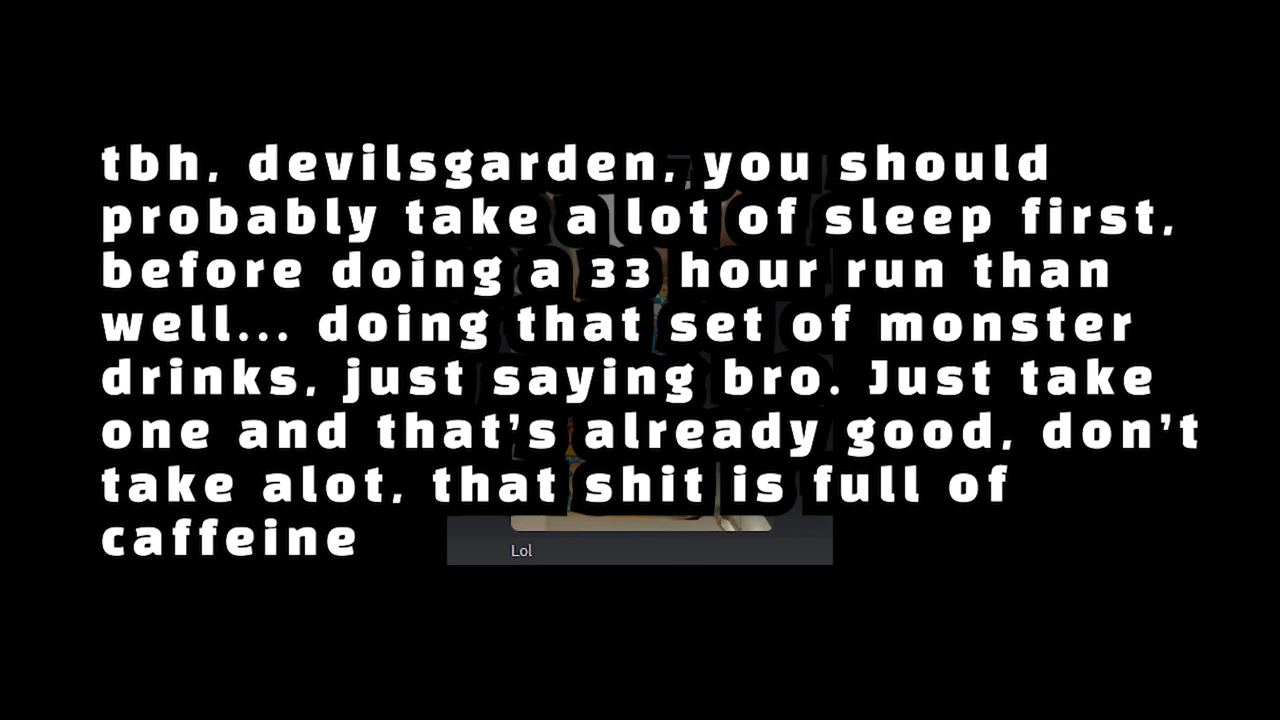 tbh, devilsgarden, you should
probably take a lot of sleep first,
before doing a 33 hour run than
well... doing that set of monster
drinks, just saying bro. Just take
one and that's already good, don't
take alot, that shit is full of
caffeine
Lol